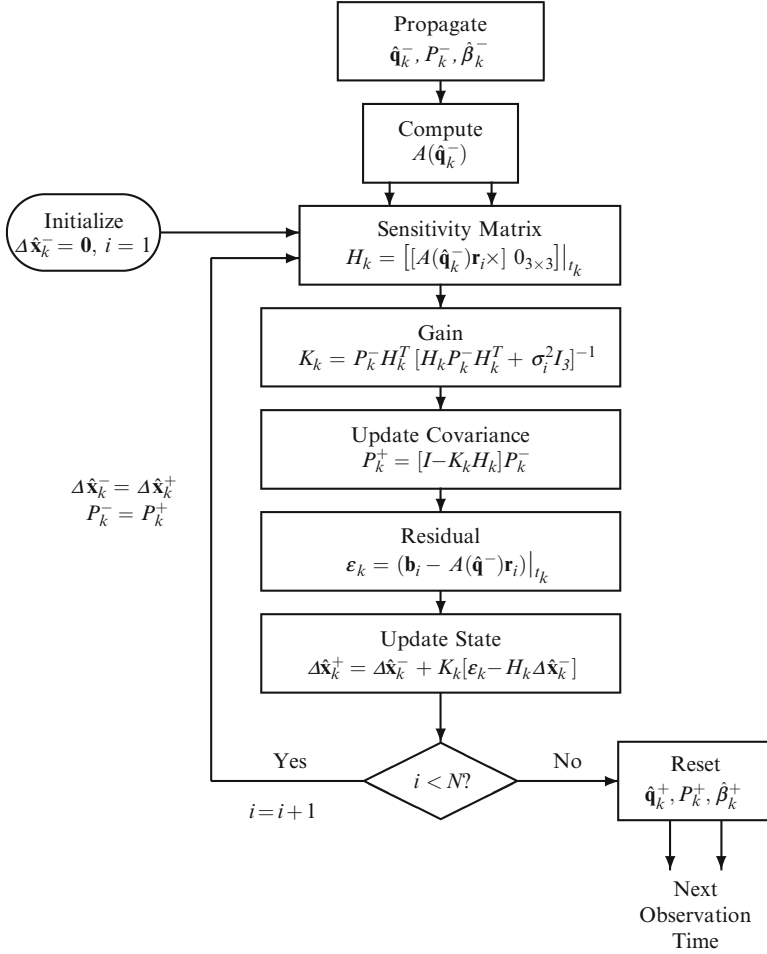 Propagate
q̂ₖ⁻, Pₖ⁻, β̂ₖ⁻
Compute
A(q̂ₖ⁻)
Initialize
Δx̂ₖ⁻ = 0, i = 1
Sensitivity Matrix
Hₖ = [[A(q̂ₖ⁻)rᵢ×] 0₃ₓ₃]|ₜₖ
Gain
Kₖ = Pₖ⁻Hₖᵀ[HₖPₖ⁻Hₖᵀ + σᵢ²I₃]⁻¹
Update Covariance
Pₖ⁺ = [I−KₖHₖ]Pₖ⁻
Δx̂ₖ⁻ = Δx̂ₖ⁺
Pₖ⁻ = Pₖ⁺
Residual
εₖ = (bᵢ − A(q̂⁻)rᵢ)|ₜₖ
Update State
Δx̂ₖ⁺ = Δx̂ₖ⁻ + Kₖ[εₖ−HₖΔx̂ₖ⁻]
Yes
i < N?
No
i = i + 1
Reset
q̂ₖ⁺, Pₖ⁺, β̂ₖ⁺
Next
Observation
Time